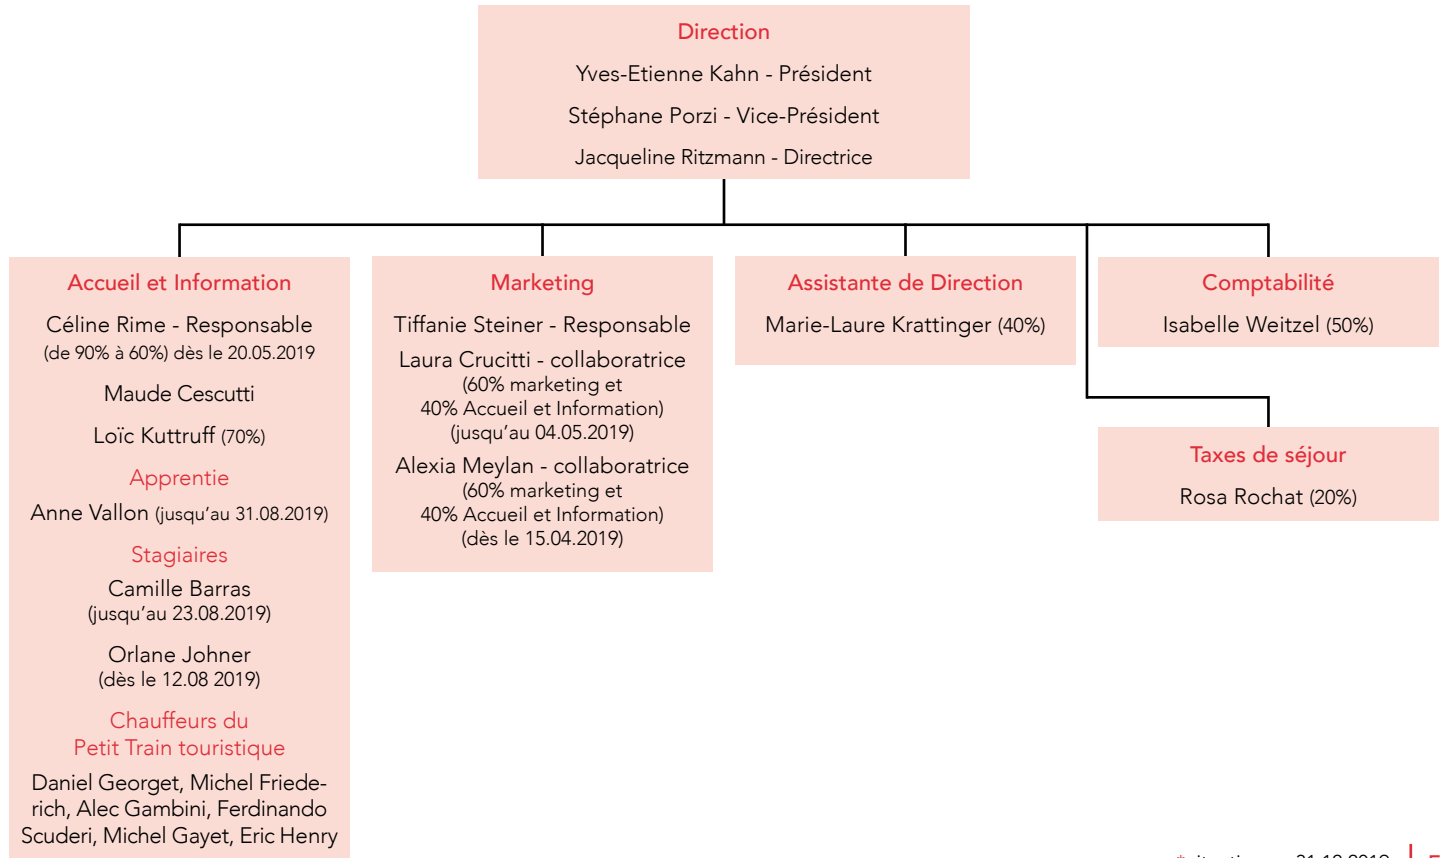 Direction
Yves-Etienne Kahn - Président
Stéphane Porzi - Vice-Président
Jacqueline Ritzmann - Directrice
Accueil et Information
Céline Rime - Responsable
(de 90% à 60%) dès le 20.05.2019
Maude Cescutti
Loïc Kuttruff (70%)
Apprentie
Anne Vallon (jusqu'au 31.08.2019)
Stagiaires
Camille Barras
(jusqu'au 23.08.2019)
Orlane Johner
(dès le 12.08 2019)
Chauffeurs du
Petit Train touristique
Daniel Georget, Michel Friede-
rich, Alec Gambini, Ferdinando
Scuderi, Michel Gayet, Eric Henry
Marketing
Tiffanie Steiner - Responsable
Laura Crucitti - collaboratrice
(60% marketing et
40% Accueil et Information)
(jusqu'au 04.05.2019)
Alexia Meylan - collaboratrice
(60% marketing et
40% Accueil et Information)
(dès le 15.04.2019)
Assistante de Direction
Marie-Laure Krattinger (40%)
Comptabilité
Isabelle Weitzel (50%)
Taxes de séjour
Rosa Rochat (20%)